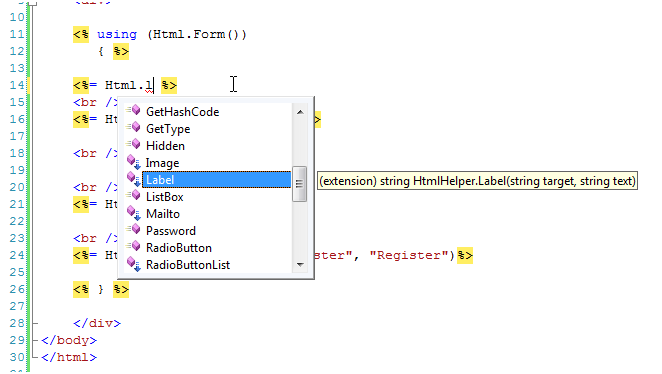 <div>
10
11 <% using (Html.Form())
12 { %>
13
14 <%= Html.l %>
15 <br />
GetHashCode
16 <%= Ht >
GetType
17
Hidden
18 <br />
Image
19
Label (extension) string HtmlHelper.Label(string target, string text)
20 <br />
ListBox
21 <%= Ht
Mailto
22
Password
23 <br />
RadioButton
24 <%= Ht ster", "Register")%>
RadioButtonList
25
26 <% } %>
27
28 </div>
29 </body>
30 </html>